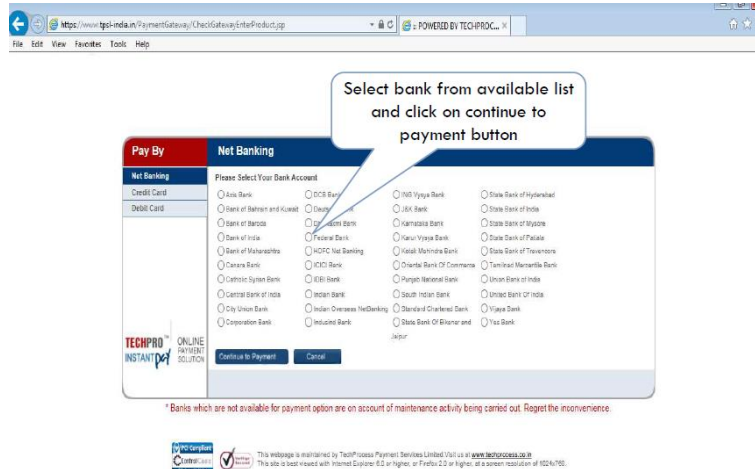 https://www.tpsl-india.in/PaymentGateway/CheckGatewayEnterProduct.jsp
:: POWERED BY TECHPROC...
File Edit View Favorites Tools Help
Select bank from available list
and click on continue to
payment button
Pay By
Net Banking
Net Banking
Credit Card
Debit Card
Please Select Your Bank Account
Axis Bank
DCB Bank
ING Vysya Bank
State Bank of Hyderabad
Bank of Bahrain and Kuwait
J&K Bank
State Bank of India
Bank of Baroda
Karnataka Bank
State Bank of Mysore
Bank of India
Federal Bank
Karur Vysya Bank
State Bank of Patiala
Bank of Maharashtra
HDFC Net Banking
Kotak Mahindra Bank
State Bank of Travancore
Canara Bank
ICICI Bank
Oriental Bank Of Commerce
Tamilnad Mercantile Bank
Catholic Syrian Bank
IDBI Bank
Punjab National Bank
Union Bank of India
Central Bank of India
Indian Bank
South Indian Bank
United Bank Of India
City Union Bank
Indian Overseas NetBanking
Standard Chartered Bank
Vijaya Bank
Corporation Bank
IndusInd Bank
State Bank Of Bikaner and
Jaipur
Yes Bank
TECHPRO™
INSTANT pay
ONLINE
PAYMENT
SOLUTION
Continue to Payment
Cancel
* Banks which are not available for payment option are on account of maintenance activity being carried out. Regret the inconvenience.
PCI Compliant
This webpage is maintained by TechProcess Payment Services Limited.Visit us at www.techprocess.co.in
This site is best viewed with Internet Explorer 6.0 or higher, or Firefox 2.0 or higher, at a screen resolution of 1024x768.